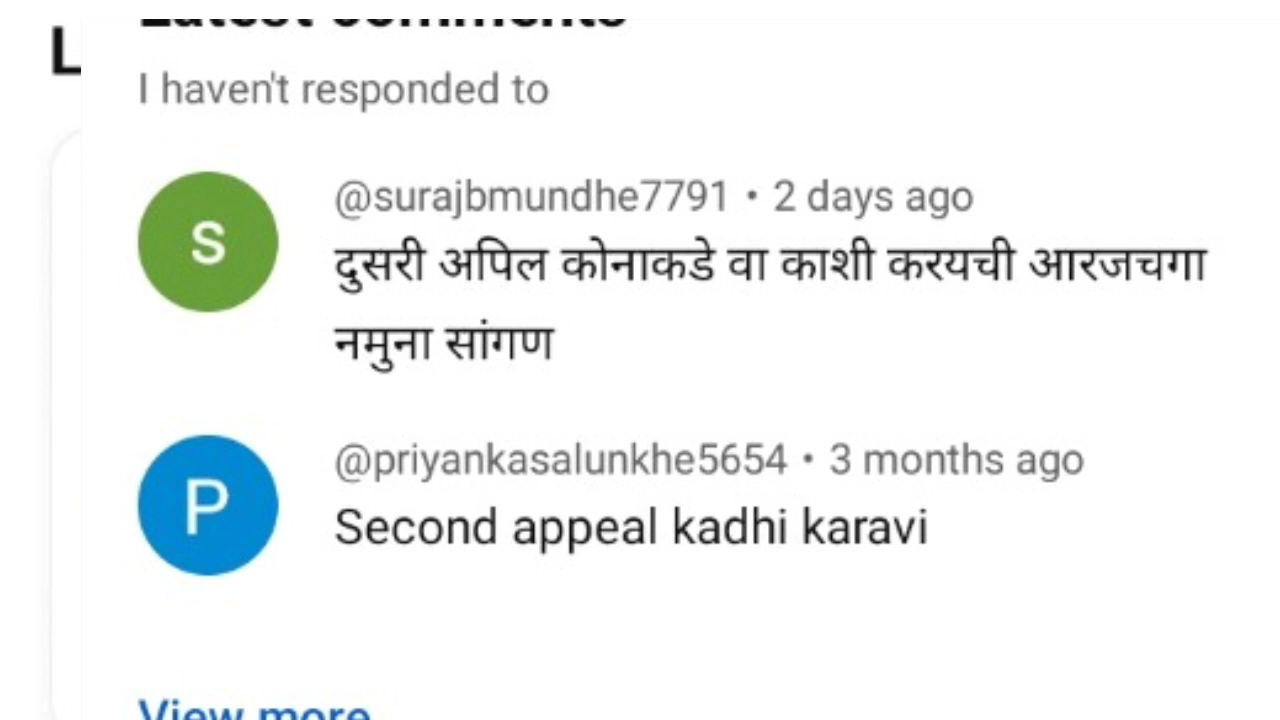 Latest comments
L
I haven't responded to
S
@surajbmundhe7791 • 2 days ago
दुसरी अपिल कोनाकडे वा काशी करयची आरजचगा
नमुना सांगण
P
@priyankasalunkhe5654 • 3 months ago
Second appeal kadhi karavi
View more